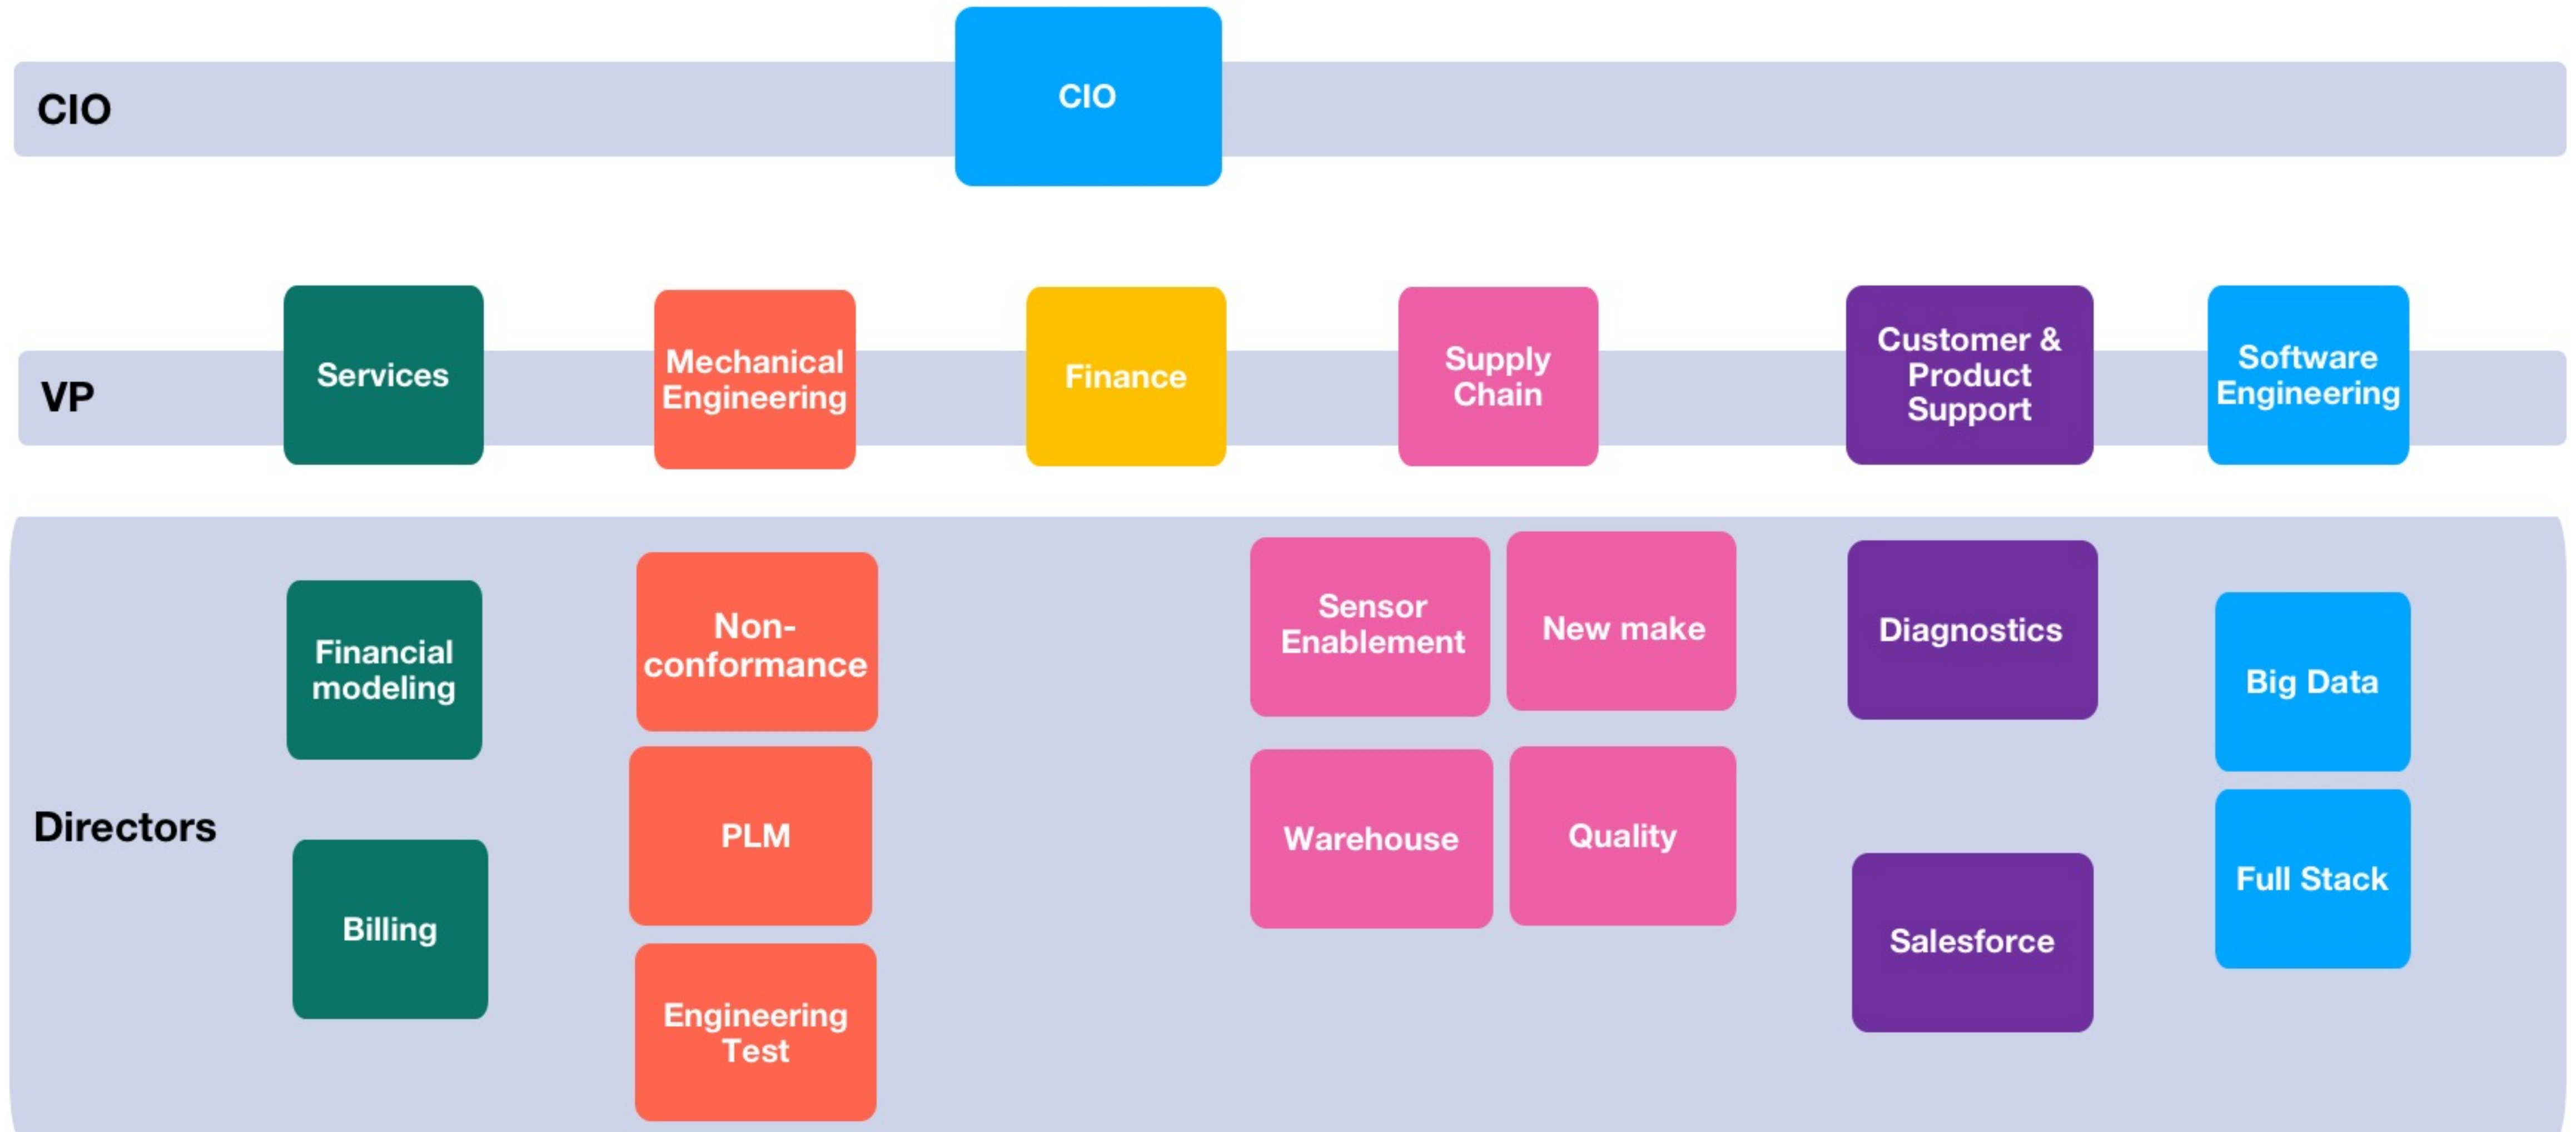 CIO
CIO
VP
Services
Mechanical
Engineering
Finance
Supply
Chain
Customer &
Product
Support
Software
Engineering
Directors
Financial
modeling
Billing
Non-
conformance
PLM
Engineering
Test
Sensor
Enablement
New make
Warehouse
Quality
Diagnostics
Salesforce
Big Data
Full Stack